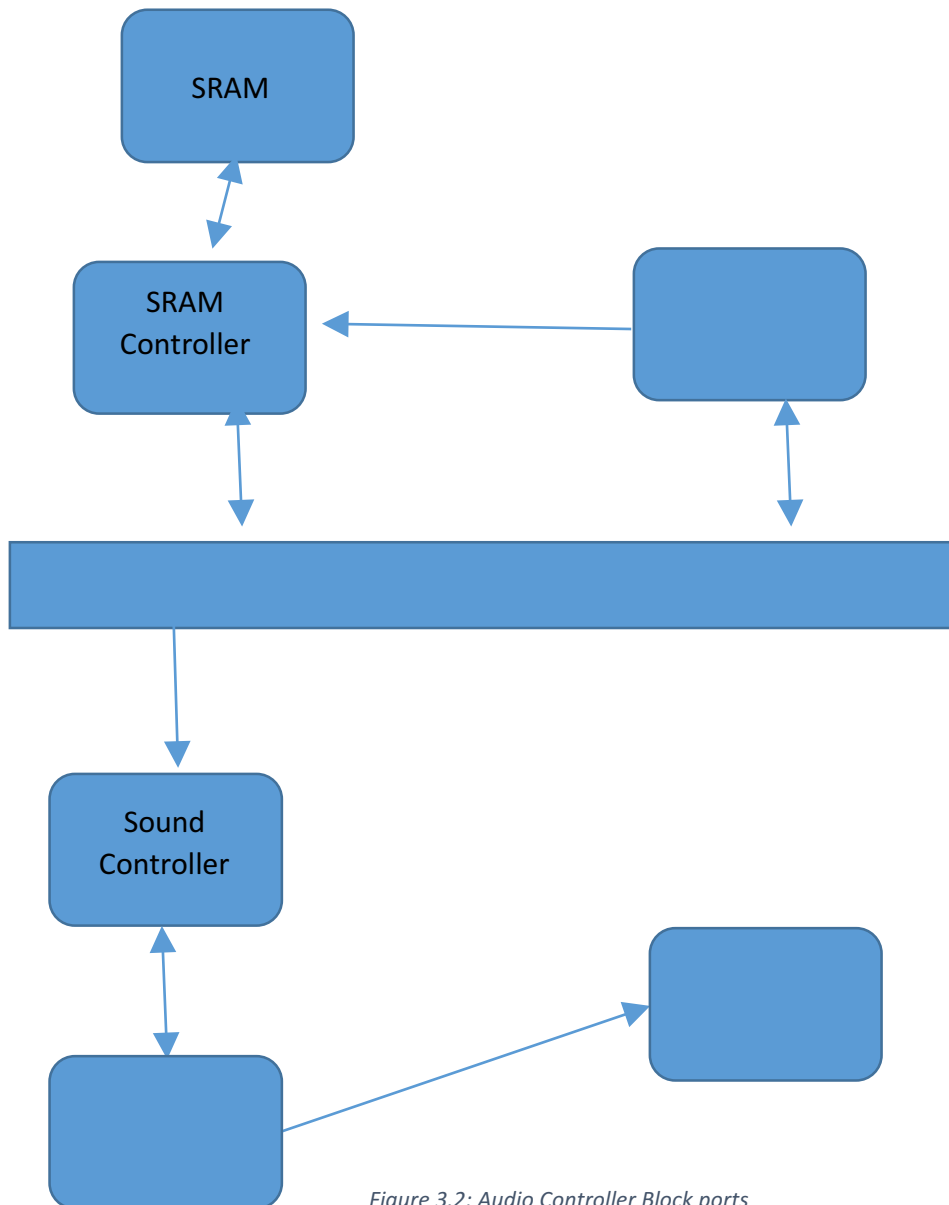 SRAM
SRAM
Controller
Sound
Controller
Figure 3.2: Audio Controller Block ports